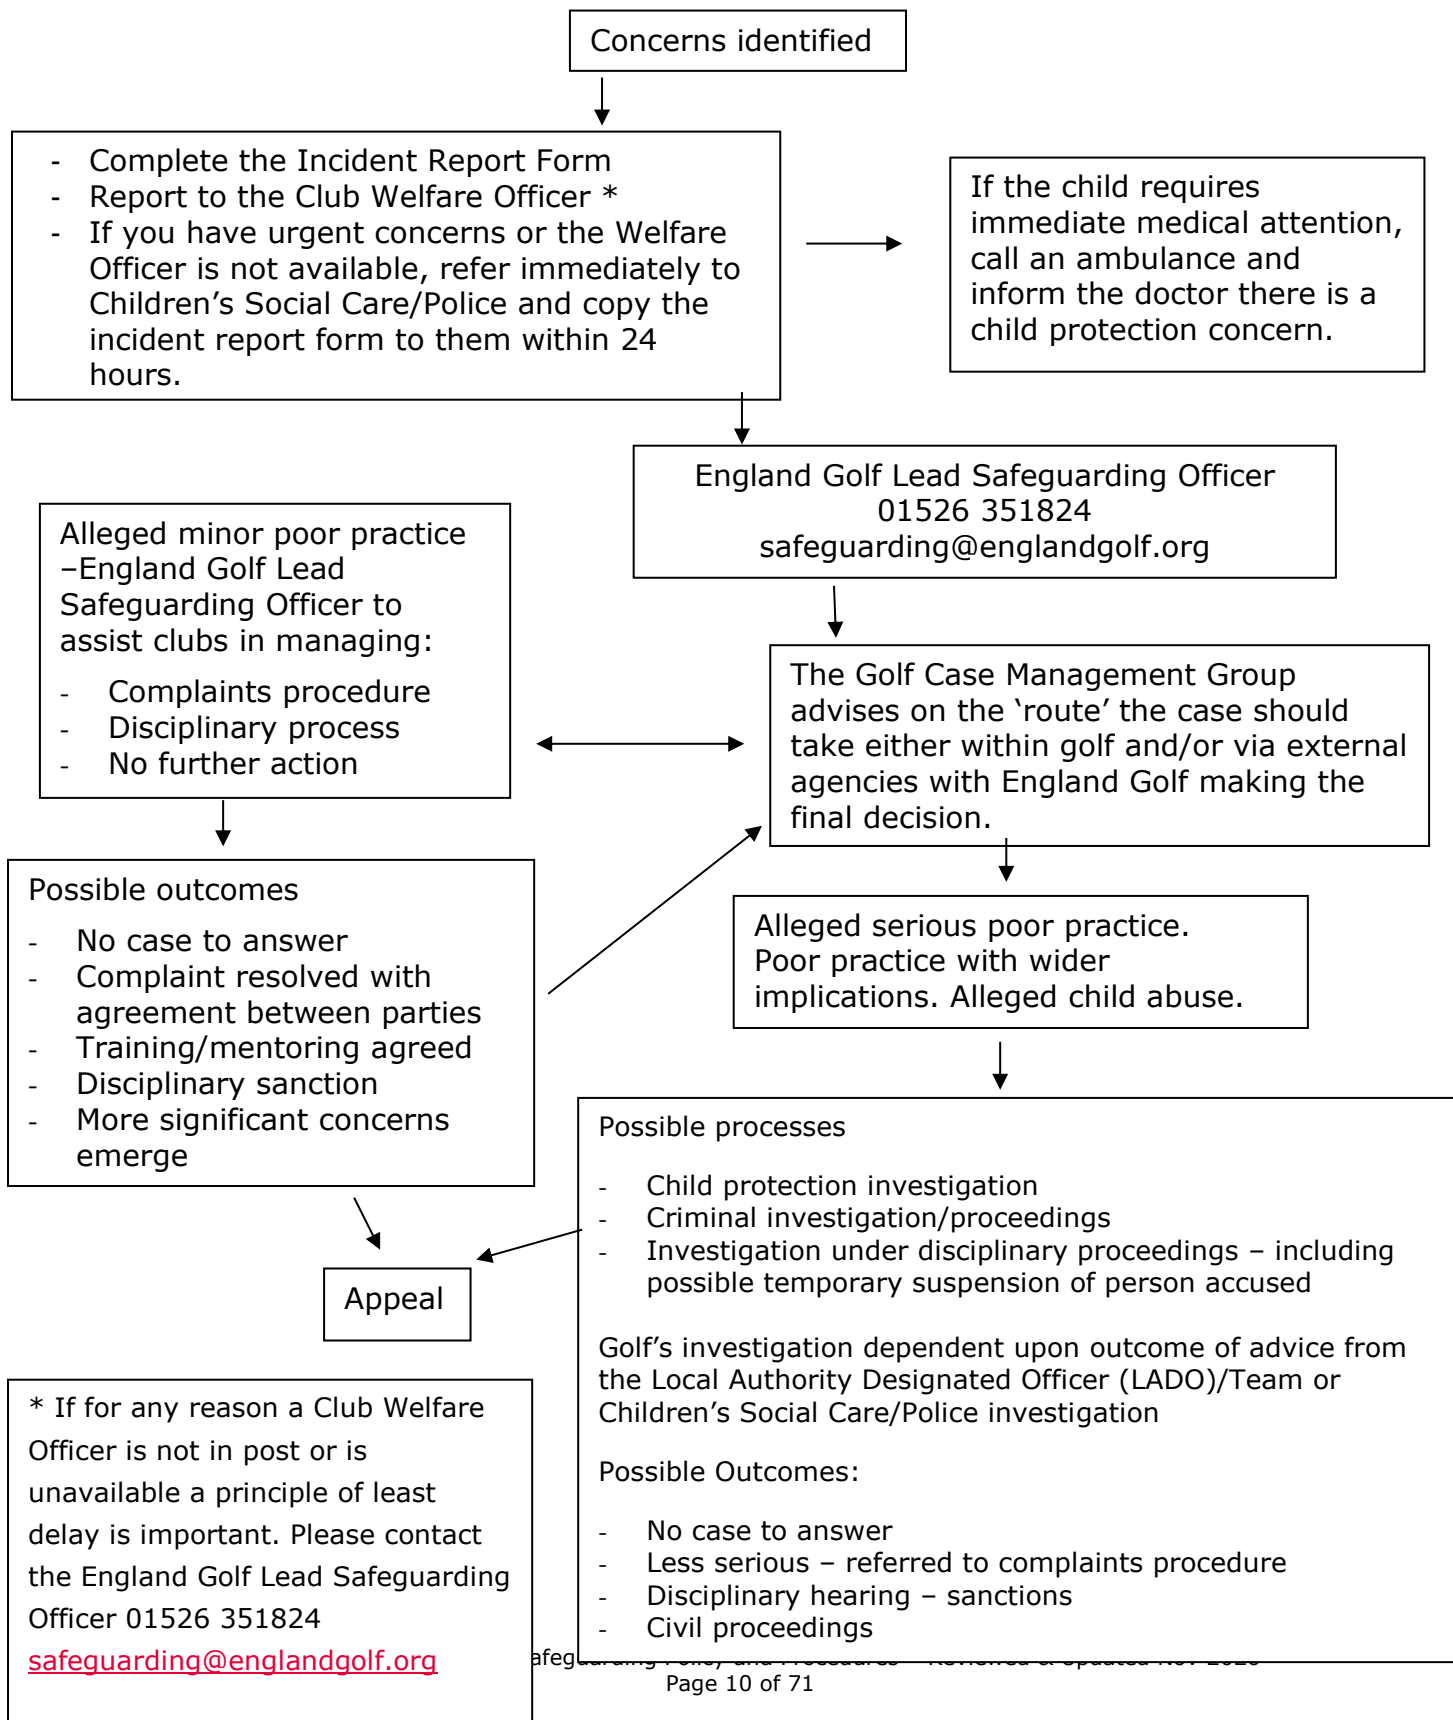 Concerns identified
- Complete the Incident Report Form
- Report to the Club Welfare Officer *
- If you have urgent concerns or the Welfare
Officer is not available, refer immediately to
Children’s Social Care/Police and copy the
incident report form to them within 24
hours.
If the child requires
immediate medical attention,
call an ambulance and
inform the doctor there is a
child protection concern.
England Golf Lead Safeguarding Officer
01526 351824
safeguarding@englandgolf.org
Alleged minor poor practice
–England Golf Lead
Safeguarding Officer to
assist clubs in managing:
- Complaints procedure
- Disciplinary process
- No further action
The Golf Case Management Group
advises on the ‘route’ the case should
take either within golf and/or via external
agencies with England Golf making the
final decision.
Possible outcomes
- No case to answer
- Complaint resolved with
agreement between parties
- Training/mentoring agreed
- Disciplinary sanction
- More significant concerns
emerge
Alleged serious poor practice.
Poor practice with wider
implications. Alleged child abuse.
Possible processes
- Child protection investigation
- Criminal investigation/proceedings
- Investigation under disciplinary proceedings – including
possible temporary suspension of person accused
Golf’s investigation dependent upon outcome of advice from
the Local Authority Designated Officer (LADO)/Team or
Children’s Social Care/Police investigation
Possible Outcomes:
- No case to answer
- Less serious – referred to complaints procedure
- Disciplinary hearing – sanctions
- Civil proceedings
Appeal
* If for any reason a Club Welfare
Officer is not in post or is
unavailable a principle of least
delay is important. Please contact
the England Golf Lead Safeguarding
Officer 01526 351824
safeguarding@englandgolf.org
Policy and Procedures
Page 10 of 71